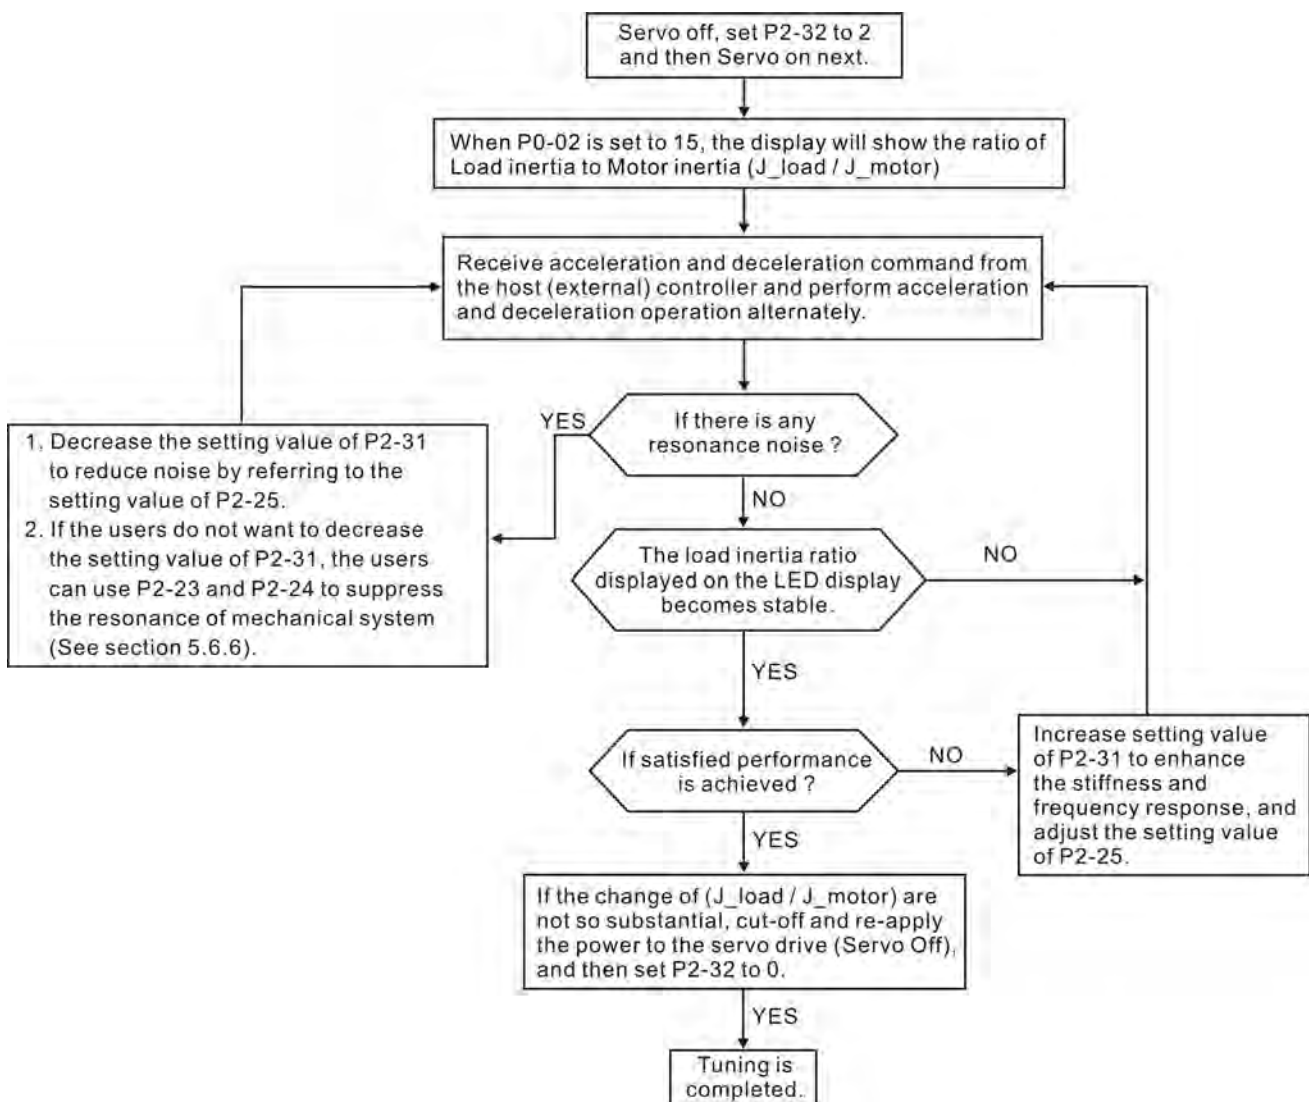 Servo off, set P2-32 to 2
and then Servo on next.
When P0-02 is set to 15, the display will show the ratio of
Load inertia to Motor inertia (J_load / J_motor)
Receive acceleration and deceleration command from
the host (external) controller and perform acceleration
and deceleration operation alternately.
If there is any
resonance noise ?
YES
NO
1. Decrease the setting value of P2-31
to reduce noise by referring to the
setting value of P2-25.
2. If the users do not want to decrease
the setting value of P2-31, the users
can use P2-23 and P2-24 to suppress
the resonance of mechanical system
(See section 5.6.6).
The load inertia ratio
displayed on the LED display
becomes stable.
NO
YES
If satisfied performance
is achieved ?
NO
Increase setting value
of P2-31 to enhance
the stiffness and
frequency response, and
adjust the setting value
of P2-25.
YES
If the change of (J_load / J_motor) are
not so substantial, cut-off and re-apply
the power to the servo drive (Servo Off),
and then set P2-32 to 0.
YES
Tuning is
completed.